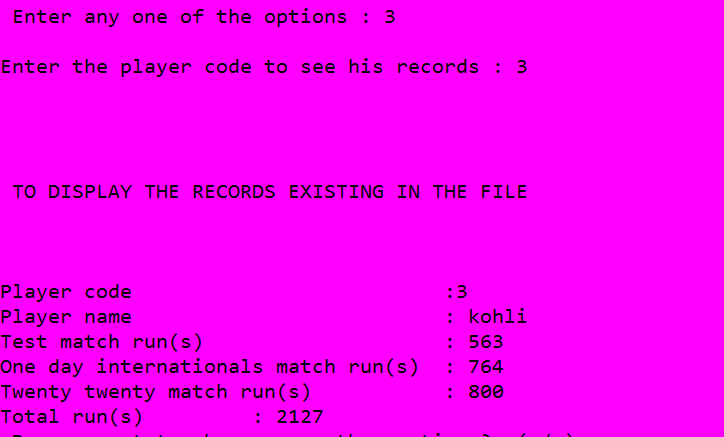 Enter any one of the options : 3
Enter the player code to see his records : 3
TO DISPLAY THE RECORDS EXISTING IN THE FILE
Player code :3
Player name : kohli
Test match run(s) : 563
One day internationals match run(s) : 764
Twenty twenty match run(s) : 800
Total run(s) : 2127